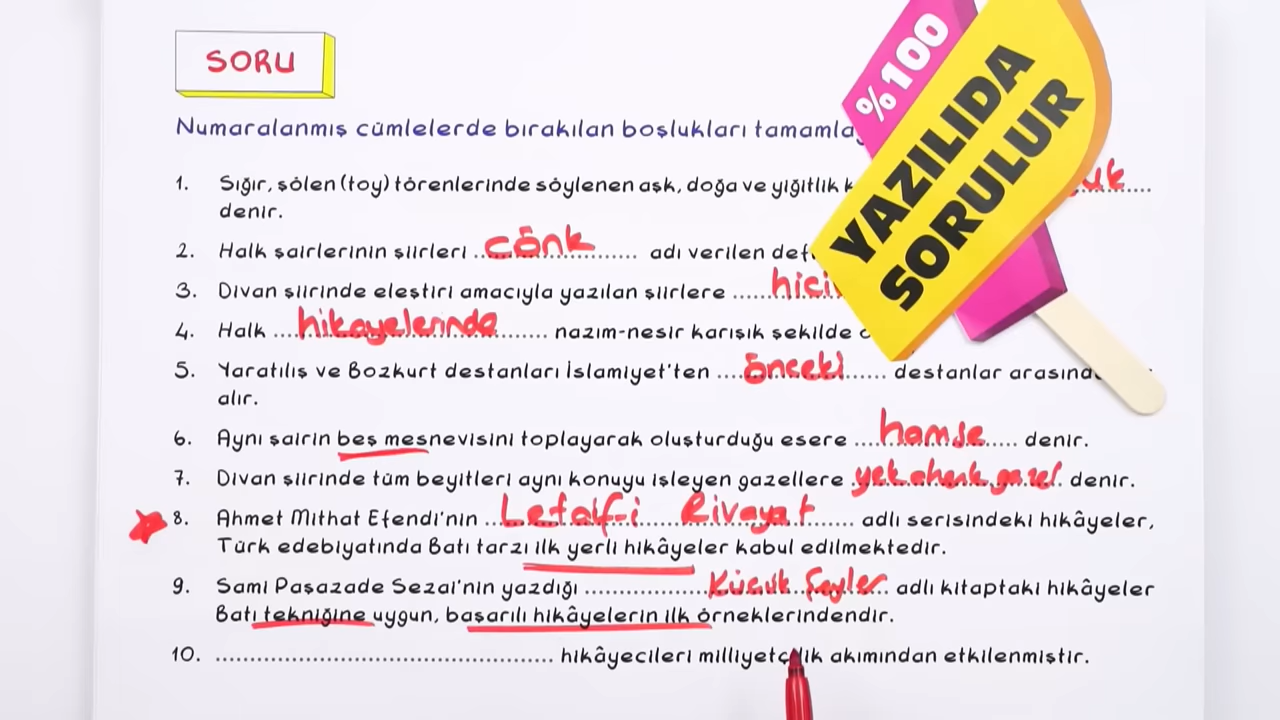 SORU
%100
YAZILIDA
SORULUR
Numaralanmış cümlelerde bırakılan boşlukları
1. Sığır, şölen (toy) törenlerinde söylenen aşk, doğa ve yiğitlik
denir.
2. Halk şairlerinin şiirleri ...cönk........ adı verilen
3. Divan şiirinde eleştiri amacıyla yazılan şiirlere
4. Halk ...hikayelerinde....... nazım-nesir karışık şekilde
5. Yaratılış ve Bozkurt destanları İslamiyet'ten ....önceki...... destanlar
alır.
6. Aynı şairin beş mesnevisini toplayarak oluşturduğu esere ....hamse..... denir.
7. Divan şiirinde tüm beyitleri aynı konuyu işleyen gazellere .yek ahenk gazel. denir.
8. Ahmet Mithat Efendi'nin ...Letaif-i Rivayat...... adlı serisindeki hikâyeler,
Türk edebiyatında Batı tarzı ilk yerli hikâyeler kabul edilmektedir.
9. Sami Paşazade Sezai'nin yazdığı ....................Küçük Şeyler. adlı kitaptaki hikâyeler
Batı tekniğine uygun, başarılı hikâyelerin ilk örneklerindendir.
10. ...................................................... hikâyecileri milliyetçilik akımından etkilenmiştir.